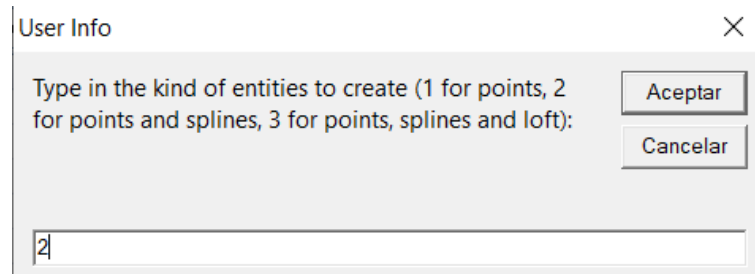 User Info
Type in the kind of entities to create (1 for points, 2
for points and splines, 3 for points, splines and loft):
Aceptar
Cancelar
2